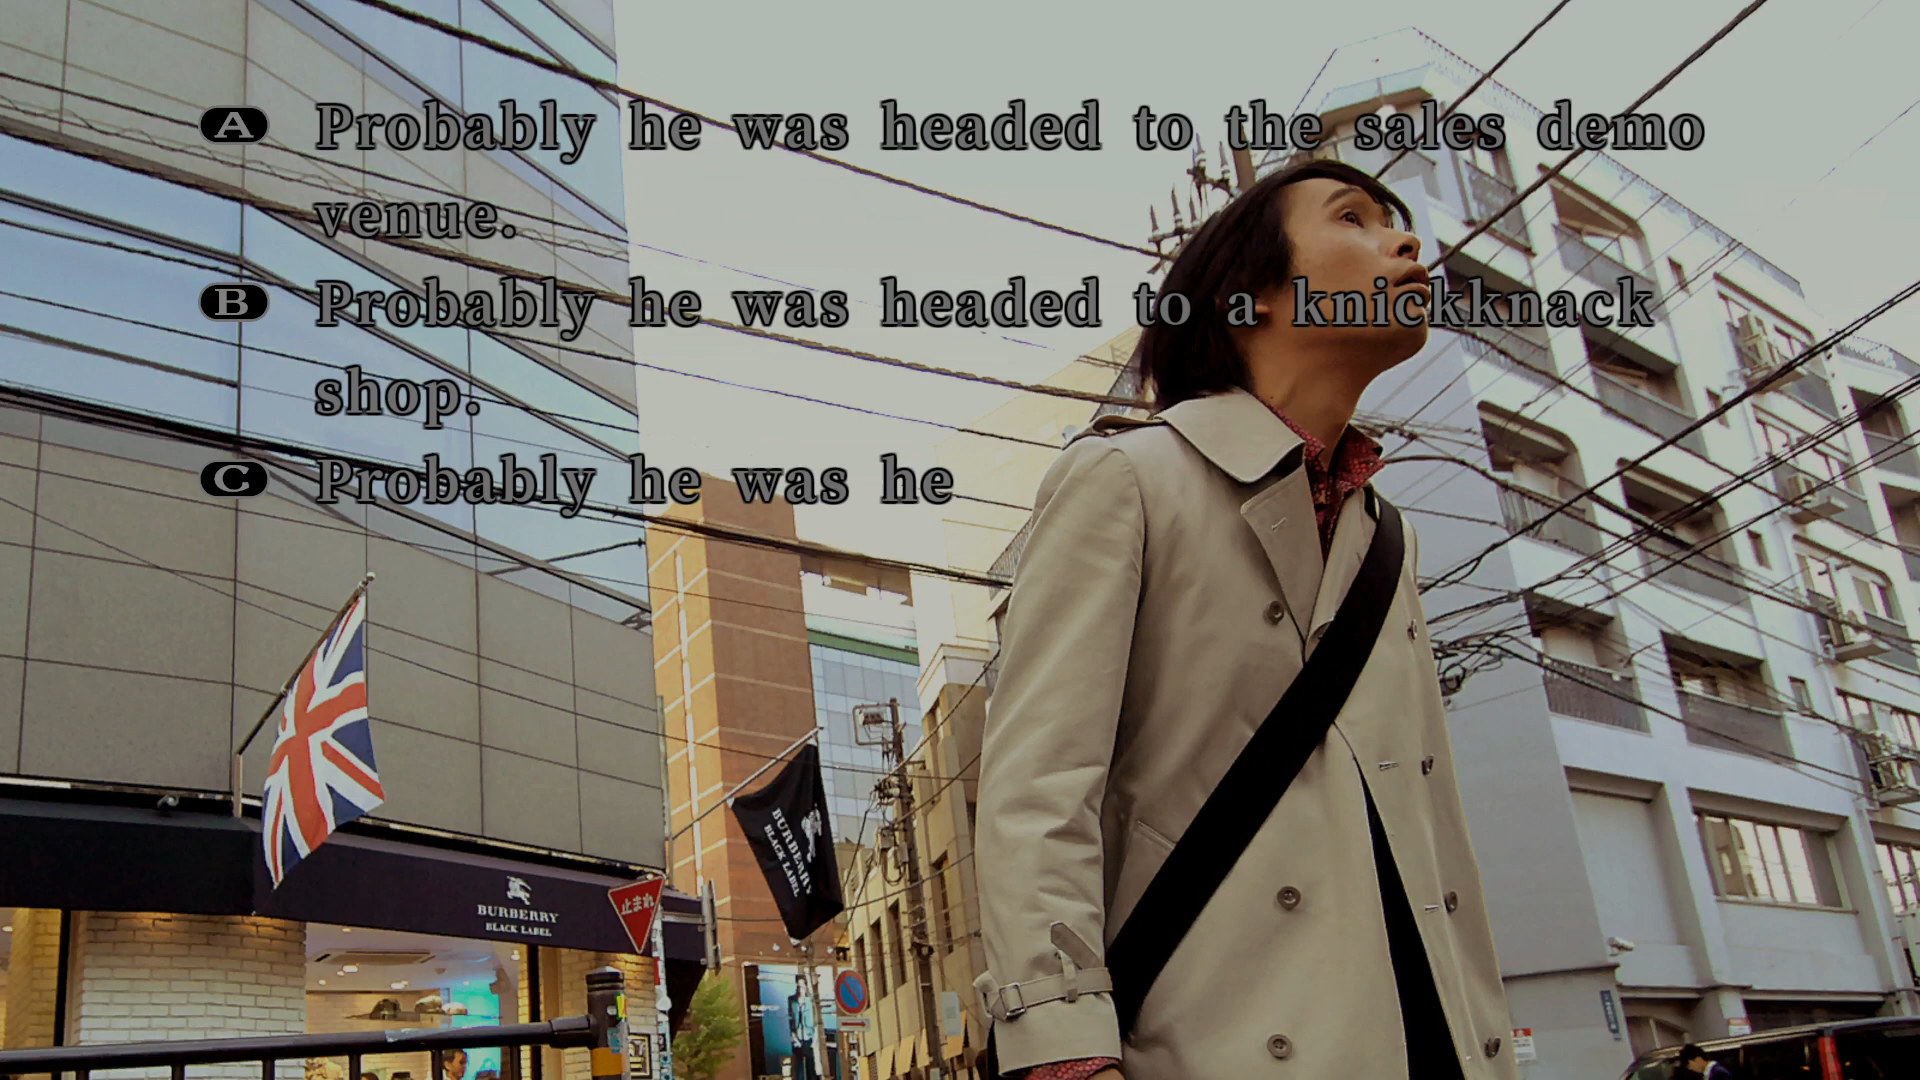 A Probably he was headed to the sales demo
venue.
B Probably he was headed to a knickknack
shop.
C Probably he was he
BURBERRY
BLACK LABEL
BURBERRY
BLACK LABEL
止まれ